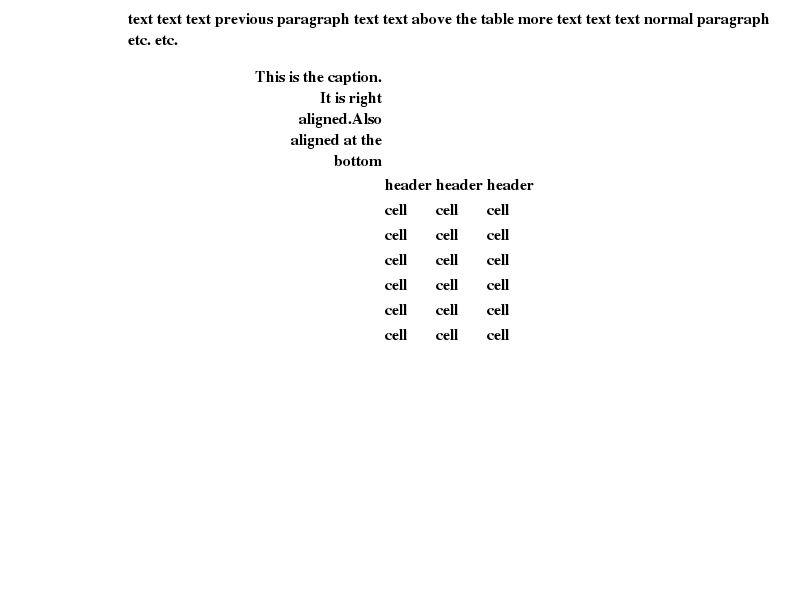 text text text previous paragraph text text above the table more text text text normal paragraph
etc. etc.
This is the caption.
It is right
aligned.Also
aligned at the
bottom
header header header
cell cell cell
cell cell cell
cell cell cell
cell cell cell
cell cell cell
cell cell cell